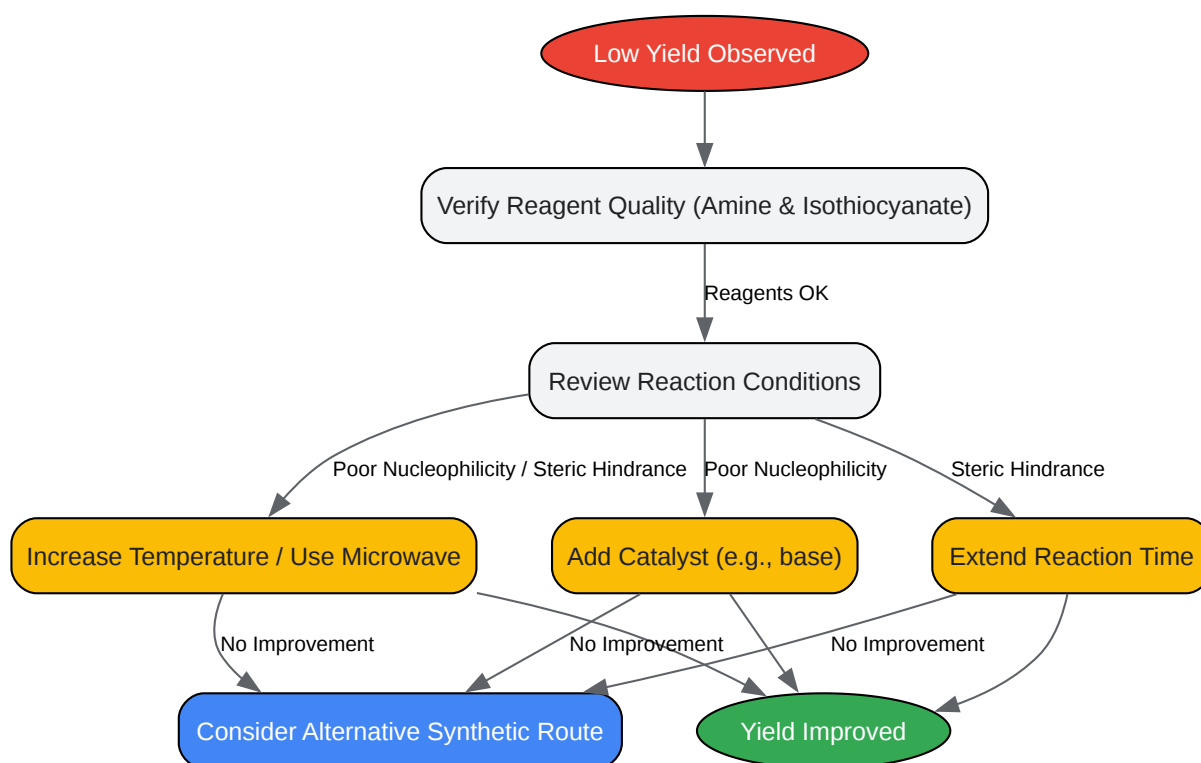 Low Yield Observed
Verify Reagent Quality (Amine & Isothiocyanate)
Reagents OK
Review Reaction Conditions
Poor Nucleophilicity / Steric Hindrance
Poor Nucleophilicity
Steric Hindrance
Increase Temperature / Use Microwave
Add Catalyst (e.g., base)
Extend Reaction Time
No Improvement
No Improvement
No Improvement
Consider Alternative Synthetic Route
Yield Improved